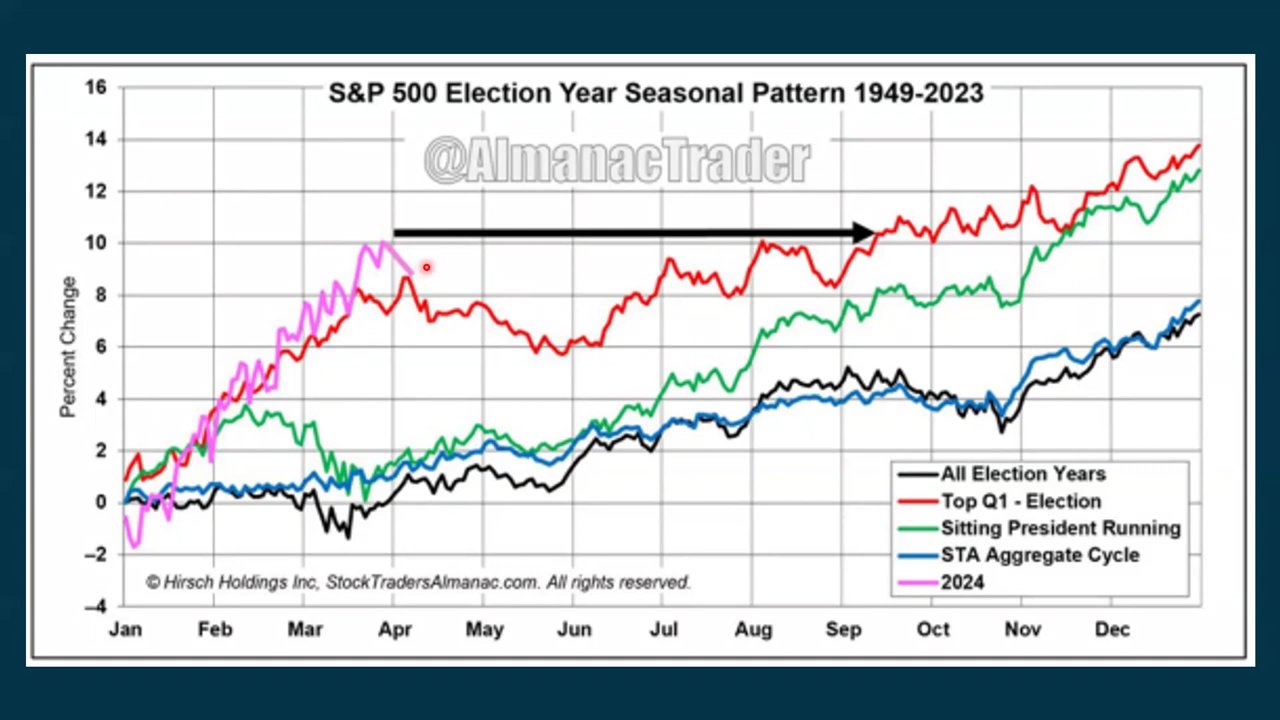 S&P 500 Election Year Seasonal Pattern 1949-2023
@AlmanacTrader
Percent Change
16
14
12
10
8
6
4
2
0
–2
–4
All Election Years
Top Q1 - Election
Sitting President Running
STA Aggregate Cycle
2024
© Hirsch Holdings Inc, StockTradersAlmanac.com. All rights reserved.
Jan Feb Mar Apr May Jun Jul Aug Sep Oct Nov Dec